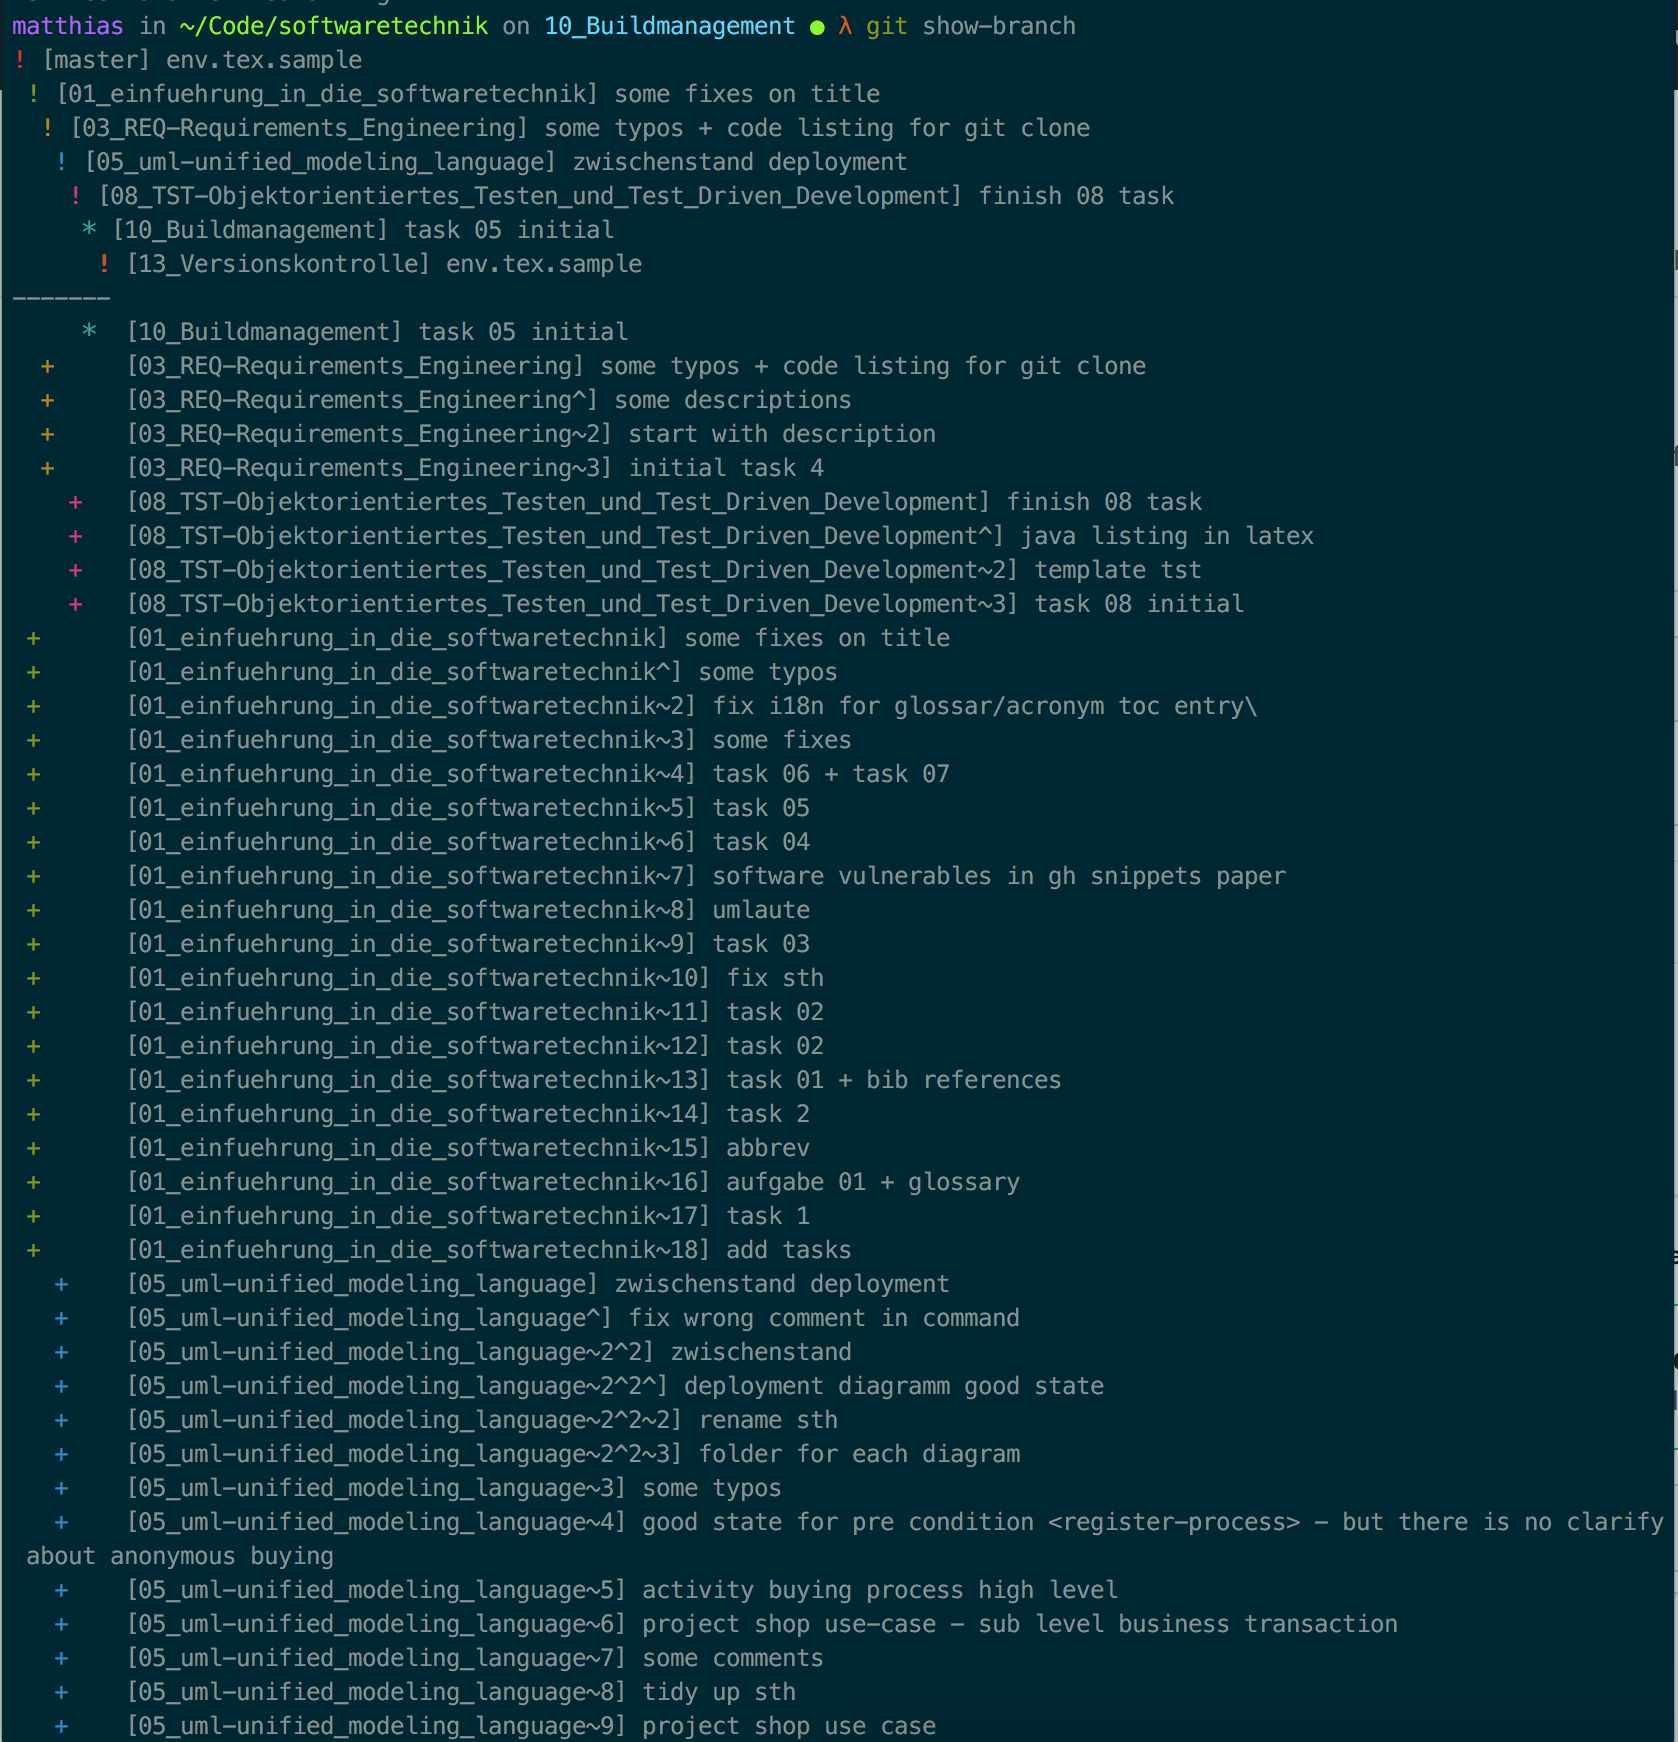 matthias in ~/Code/softwaretechnik on 10_Buildmanagement ● λ git show-branch
! [master] env.tex.sample
 ! [01_einfuehrung_in_die_softwaretechnik] some fixes on title
  ! [03_REQ-Requirements_Engineering] some typos + code listing for git clone
   ! [05_uml-unified_modeling_language] zwischenstand deployment
    ! [08_TST-Objektorientiertes_Testen_und_Test_Driven_Development] finish 08 task
     * [10_Buildmanagement] task 05 initial
      ! [13_Versionskontrolle] env.tex.sample
-------
     *  [10_Buildmanagement] task 05 initial
  +     [03_REQ-Requirements_Engineering] some typos + code listing for git clone
  +     [03_REQ-Requirements_Engineering^] some descriptions
  +     [03_REQ-Requirements_Engineering~2] start with description
  +     [03_REQ-Requirements_Engineering~3] initial task 4
    +   [08_TST-Objektorientiertes_Testen_und_Test_Driven_Development] finish 08 task
    +   [08_TST-Objektorientiertes_Testen_und_Test_Driven_Development^] java listing in latex
    +   [08_TST-Objektorientiertes_Testen_und_Test_Driven_Development~2] template tst
    +   [08_TST-Objektorientiertes_Testen_und_Test_Driven_Development~3] task 08 initial
 +      [01_einfuehrung_in_die_softwaretechnik] some fixes on title
 +      [01_einfuehrung_in_die_softwaretechnik^] some typos
 +      [01_einfuehrung_in_die_softwaretechnik~2] fix i18n for glossar/acronym toc entry\
 +      [01_einfuehrung_in_die_softwaretechnik~3] some fixes
 +      [01_einfuehrung_in_die_softwaretechnik~4] task 06 + task 07
 +      [01_einfuehrung_in_die_softwaretechnik~5] task 05
 +      [01_einfuehrung_in_die_softwaretechnik~6] task 04
 +      [01_einfuehrung_in_die_softwaretechnik~7] software vulnerables in gh snippets paper
 +      [01_einfuehrung_in_die_softwaretechnik~8] umlaute
 +      [01_einfuehrung_in_die_softwaretechnik~9] task 03
 +      [01_einfuehrung_in_die_softwaretechnik~10] fix sth
 +      [01_einfuehrung_in_die_softwaretechnik~11] task 02
 +      [01_einfuehrung_in_die_softwaretechnik~12] task 02
 +      [01_einfuehrung_in_die_softwaretechnik~13] task 01 + bib references
 +      [01_einfuehrung_in_die_softwaretechnik~14] task 2
 +      [01_einfuehrung_in_die_softwaretechnik~15] abbrev
 +      [01_einfuehrung_in_die_softwaretechnik~16] aufgabe 01 + glossary
 +      [01_einfuehrung_in_die_softwaretechnik~17] task 1
 +      [01_einfuehrung_in_die_softwaretechnik~18] add tasks
   +    [05_uml-unified_modeling_language] zwischenstand deployment
   +    [05_uml-unified_modeling_language^] fix wrong comment in command
   +    [05_uml-unified_modeling_language~2^2] zwischenstand
   +    [05_uml-unified_modeling_language~2^2^] deployment diagramm good state
   +    [05_uml-unified_modeling_language~2^2~2] rename sth
   +    [05_uml-unified_modeling_language~2^2~3] folder for each diagram
   +    [05_uml-unified_modeling_language~3] some typos
   +    [05_uml-unified_modeling_language~4] good state for pre condition <register-process> - but there is no clarify
 about anonymous buying
   +    [05_uml-unified_modeling_language~5] activity buying process high level
   +    [05_uml-unified_modeling_language~6] project shop use-case - sub level business transaction
   +    [05_uml-unified_modeling_language~7] some comments
   +    [05_uml-unified_modeling_language~8] tidy up sth
   +    [05_uml-unified_modeling_language~9] project shop use case